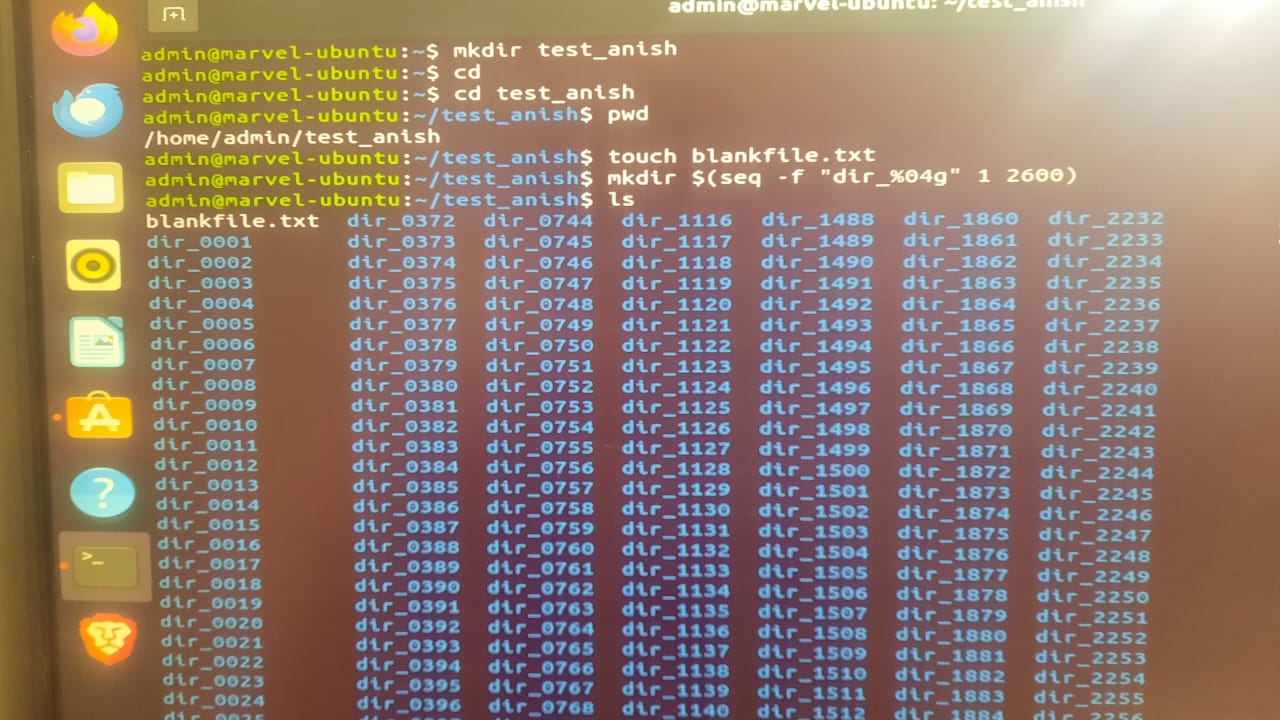 admin@marvel-ubuntu: ~/test_anish
admin@marvel-ubuntu:~$ mkdir test_anish
admin@marvel-ubuntu:~$ cd
admin@marvel-ubuntu:~$ cd test_anish
admin@marvel-ubuntu:~/test_anish$ pwd
/home/admin/test_anish
admin@marvel-ubuntu:~/test_anish$ touch blankfile.txt
admin@marvel-ubuntu:~/test_anish$ mkdir $(seq -f "dir_%04g" 1 2600)
admin@marvel-ubuntu:~/test_anish$ ls
blankfile.txt dir_0372 dir_0744 dir_1116 dir_1488 dir_1860 dir_2232
dir_0001 dir_0373 dir_0745 dir_1117 dir_1489 dir_1861 dir_2233
dir_0002 dir_0374 dir_0746 dir_1118 dir_1490 dir_1862 dir_2234
dir_0003 dir_0375 dir_0747 dir_1119 dir_1491 dir_1863 dir_2235
dir_0004 dir_0376 dir_0748 dir_1120 dir_1492 dir_1864 dir_2236
dir_0005 dir_0377 dir_0749 dir_1121 dir_1493 dir_1865 dir_2237
dir_0006 dir_0378 dir_0750 dir_1122 dir_1494 dir_1866 dir_2238
dir_0007 dir_0379 dir_0751 dir_1123 dir_1495 dir_1867 dir_2239
dir_0008 dir_0380 dir_0752 dir_1124 dir_1496 dir_1868 dir_2240
dir_0009 dir_0381 dir_0753 dir_1125 dir_1497 dir_1869 dir_2241
dir_0010 dir_0382 dir_0754 dir_1126 dir_1498 dir_1870 dir_2242
dir_0011 dir_0383 dir_0755 dir_1127 dir_1499 dir_1871 dir_2243
dir_0012 dir_0384 dir_0756 dir_1128 dir_1500 dir_1872 dir_2244
dir_0013 dir_0385 dir_0757 dir_1129 dir_1501 dir_1873 dir_2245
dir_0014 dir_0386 dir_0758 dir_1130 dir_1502 dir_1874 dir_2246
dir_0015 dir_0387 dir_0759 dir_1131 dir_1503 dir_1875 dir_2247
dir_0016 dir_0388 dir_0760 dir_1132 dir_1504 dir_1876 dir_2248
dir_0017 dir_0389 dir_0761 dir_1133 dir_1505 dir_1877 dir_2249
dir_0018 dir_0390 dir_0762 dir_1134 dir_1506 dir_1878 dir_2250
dir_0019 dir_0391 dir_0763 dir_1135 dir_1507 dir_1879 dir_2251
dir_0020 dir_0392 dir_0764 dir_1136 dir_1508 dir_1880 dir_2252
dir_0021 dir_0393 dir_0765 dir_1137 dir_1509 dir_1881 dir_2253
dir_0022 dir_0394 dir_0766 dir_1138 dir_1510 dir_1882 dir_2254
dir_0023 dir_0395 dir_0767 dir_1139 dir_1511 dir_1883 dir_2255
dir_0024 dir_0396 dir_0768 dir_1140 dir_1512 dir_1884